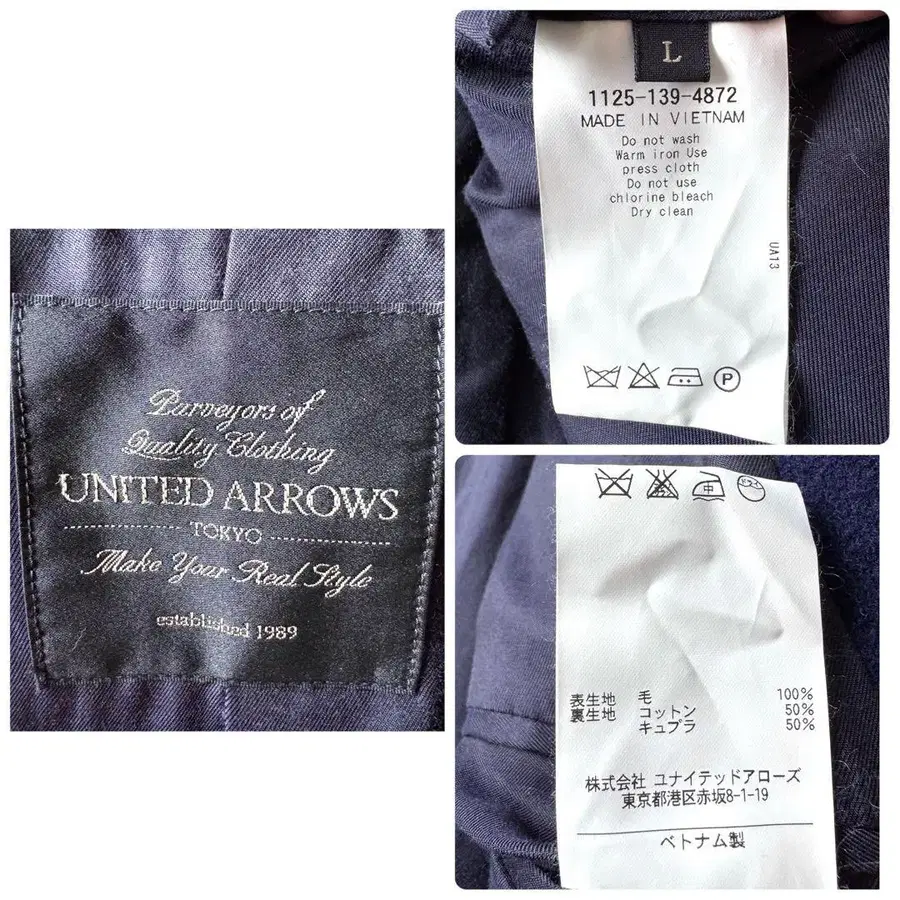 Purveyors of
Quality Clothing
UNITED ARROWS
TOKYO
Make Your Real Style
established 1989
L
1125-139-4872
MADE IN VIETNAM
Do not wash
Warm iron Use
press cloth
Do not use
chlorine bleach
Dry clean
UA13
P
中
表生地 毛 100%
裏生地 コットン 50%
キュプラ 50%
株式会社 ユナイテッドアローズ
東京都港区赤坂8-1-19
ベトナム製